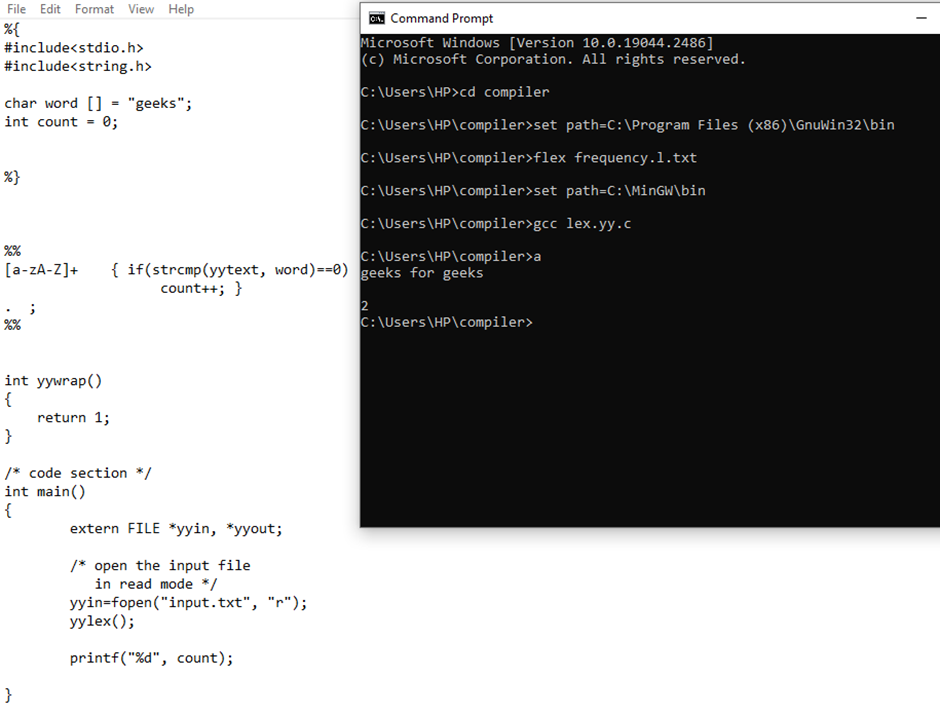 File Edit Format View Help
%{
#include<stdio.h>
#include<string.h>
char word [] = "geeks";
int count = 0;
%}
%%
[a-zA-Z]+    { if(strcmp(yytext, word)==0)
                   count++; }
.  ;
%%
int yywrap()
{
    return 1;
}
/* code section */
int main()
{
        extern FILE *yyin, *yyout;
        /* open the input file
           in read mode */
        yyin=fopen("input.txt", "r");
        yylex();
        printf("%d", count);
}
Command Prompt
Microsoft Windows [Version 10.0.19044.2486]
(c) Microsoft Corporation. All rights reserved.
C:\Users\HP>cd compiler
C:\Users\HP\compiler>set path=C:\Program Files (x86)\GnuWin32\bin
C:\Users\HP\compiler>flex frequency.l.txt
C:\Users\HP\compiler>set path=C:\MinGW\bin
C:\Users\HP\compiler>gcc lex.yy.c
C:\Users\HP\compiler>a
geeks for geeks
2
C:\Users\HP\compiler>